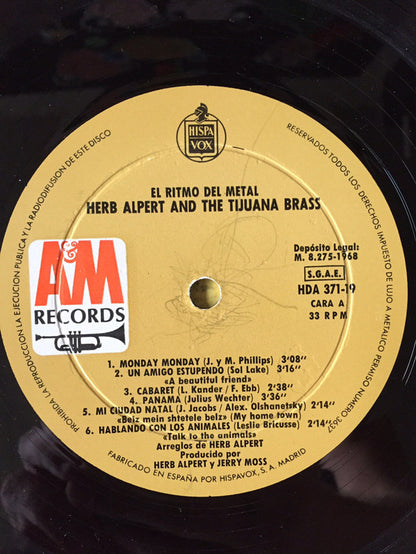 HISPA
VOX
EL RITMO DEL METAL
HERB ALPERT AND THE TIJUANA BRASS
Depósito Legal:
M. 8.275-1968
S.G.A.E.
HDA 371-19
CARA A
33 RPM
A&M
RECORDS
1. MONDAY MONDAY (J. y M. Phillips) 3'08"
2. UN AMIGO ESTUPENDO (Sol Lake) 3'16"
«A beautiful friend»
3. CABARET (L. Kander / F. Ebb) 2'38"
4. PANAMA (Julius Wechter) 3'36"
5. MI CIUDAD NATAL (J. Jacobs / Alex. Olshanetsky) 2'14"
«Beiz mein shtetele belz» (My home town)
6. HABLANDO CON LOS ANIMALES (Leslie Bricusse) 2'14"
«Talk to the animals»
Arreglos de HERB ALPERT
Producido por
HERB ALPERT y JERRY MOSS
FABRICADO EN ESPAÑA POR HISPAVOX, S. A. MADRID
PROHIBIDA LA REPRODUCCION LA EJECUCION PUBLICA Y LA RADIODIFUSION DE ESTE DISCO
RESERVADOS TODOS LOS DERECHOS IMPUESTO DE LUJO A METALICO PERMISO NUMERO 3637